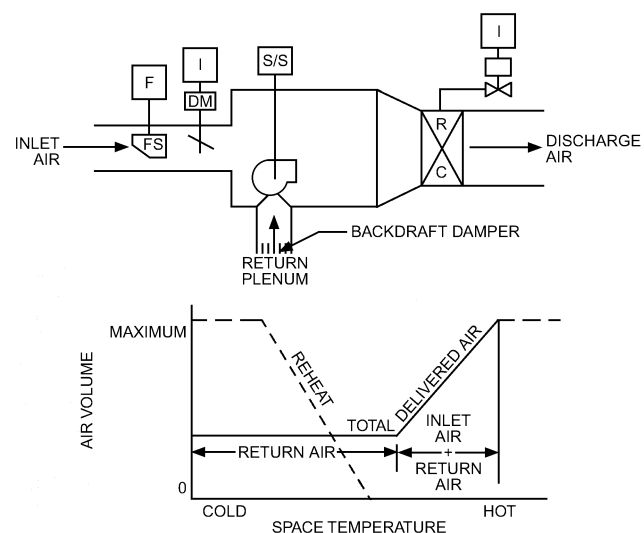 I
S/S
F
I
DM
FS
R
C
INLET
AIR
DISCHARGE
AIR
BACKDRAFT DAMPER
RETURN
PLENUM
MAXIMUM
AIR VOLUME
REHEAT
DELIVERED AIR
TOTAL
INLET
AIR
+
RETURN
AIR
RETURN AIR
0
COLD
HOT
SPACE TEMPERATURE